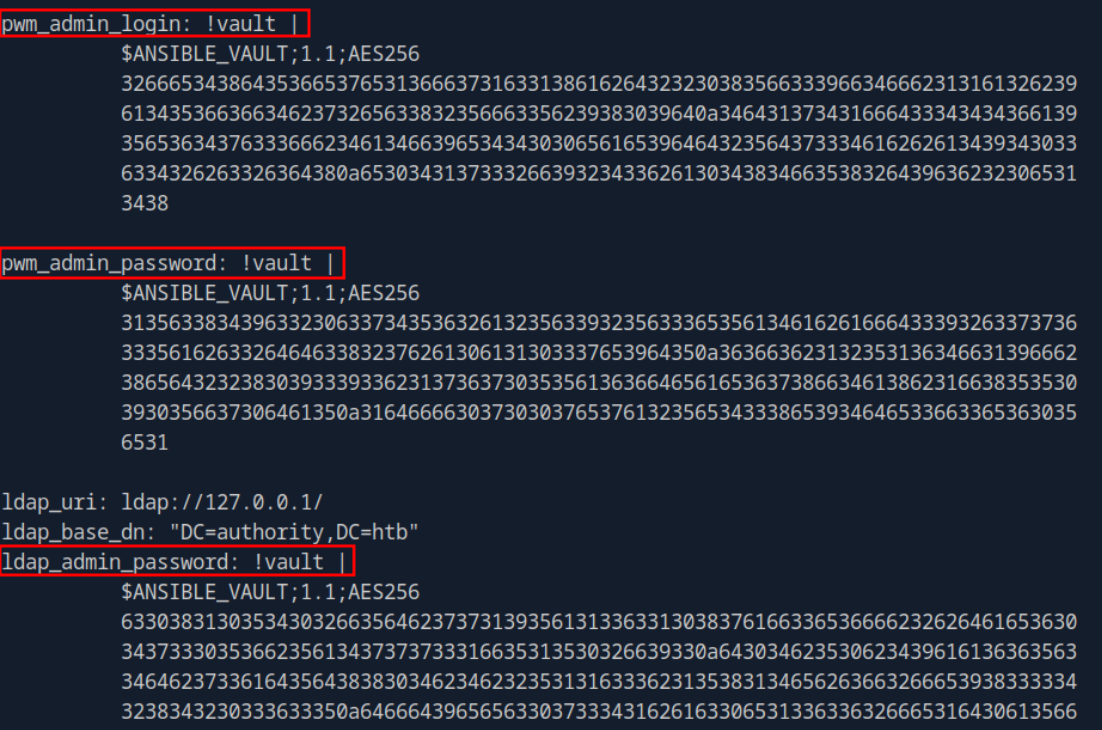 pwm_admin_login: !vault |
$ANSIBLE_VAULT;1.1;AES256
32666534386435366537653136663731633138616264323230383566333966346662313161326239
6134353663663462373265633832356663356239383039640a346431373431666433343434366139
35653634376333666234613466396534343030656165396464323564373334616262613439343033
6334326263326364380a653034313733326639323433626130343834663538326439636232306531
3438
pwm_admin_password: !vault |
$ANSIBLE_VAULT;1.1;AES256
31356338343963323063373435363261323563393235633365356134616261666433393263373736
3335616263326464633832376261306131303337653964350a363663623132353136346631396662
38656432323830393339336231373637303535613636646561653637386634613862316638353530
3930356637306461350a316466663037303037653761323565343338653934646533663365363035
6531
ldap_uri: ldap://127.0.0.1/
ldap_base_dn: "DC=authority,DC=htb"
ldap_admin_password: !vault |
$ANSIBLE_VAULT;1.1;AES256
63303831303534303266356462373731393561313363313038376166336536666232626461653630
3437333035366235613437373733316635313530326639330a643034623530623439616136363563
34646237336164356438383034623462323531316333623135383134656263663266653938333334
3238343230333633350a646664396565633037333431626163306531336336326665316430613566